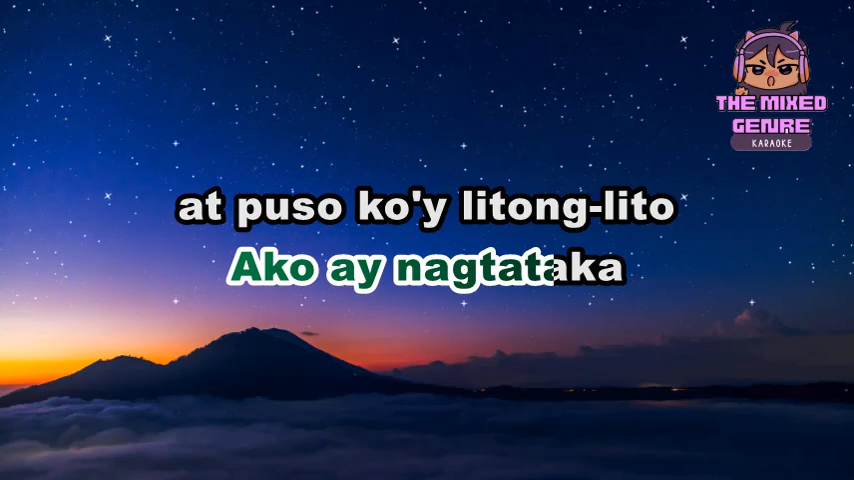 THE MIXED
GENRE
KARAOKE
at puso ko'y litong-lito
Ako ay nagtataka